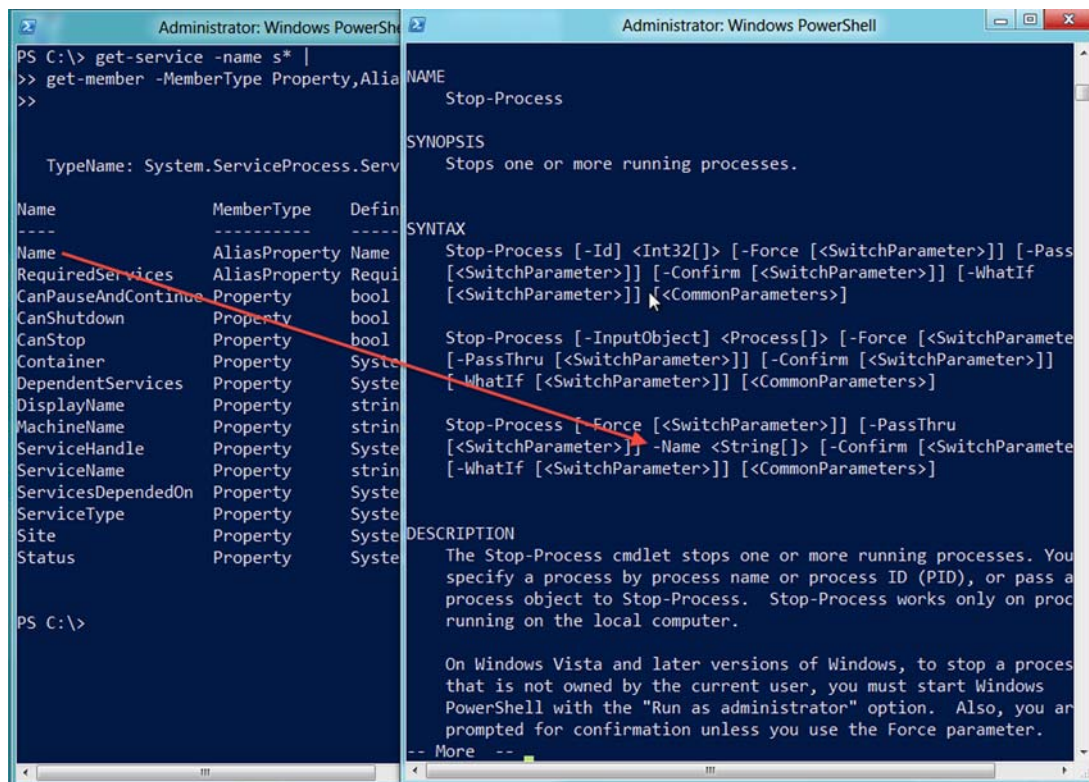 Administrator: Windows PowerShe
PS C:\> get-service -name s* |
>> get-member -MemberType Property,Alia
>>
TypeName: System.ServiceProcess.Serv
Name MemberType Defin
---- ---------- -----
Name AliasProperty Name
RequiredServices AliasProperty Requi
CanPauseAndContinue Property bool
CanShutdown Property bool
CanStop Property bool
Container Property Syste
DependentServices Property Syste
DisplayName Property strin
MachineName Property strin
ServiceHandle Property Syste
ServiceName Property strin
ServicesDependedOn Property Syste
ServiceType Property Syste
Site Property Syste
Status Property Syste
PS C:\>
Administrator: Windows PowerShell
NAME
Stop-Process
SYNOPSIS
Stops one or more running processes.
SYNTAX
Stop-Process [-Id] <Int32[]> [-Force [<SwitchParameter>]] [-Pass
[<SwitchParameter>]] [-Confirm [<SwitchParameter>]] [-WhatIf
[<SwitchParameter>]] [<CommonParameters>]
Stop-Process [-InputObject] <Process[]> [-Force [<SwitchParamete
[-PassThru [<SwitchParameter>]] [-Confirm [<SwitchParameter>]]
[-WhatIf [<SwitchParameter>]] [<CommonParameters>]
Stop-Process [-Force [<SwitchParameter>]] [-PassThru
[<SwitchParameter>]] -Name <String[]> [-Confirm [<SwitchParamete
[-WhatIf [<SwitchParameter>]] [<CommonParameters>]
DESCRIPTION
The Stop-Process cmdlet stops one or more running processes. You
specify a process by process name or process ID (PID), or pass a
process object to Stop-Process.  Stop-Process works only on proc
running on the local computer.
On Windows Vista and later versions of Windows, to stop a proces
that is not owned by the current user, you must start Windows
PowerShell with the "Run as administrator" option.  Also, you ar
prompted for confirmation unless you use the Force parameter.
-- More  --